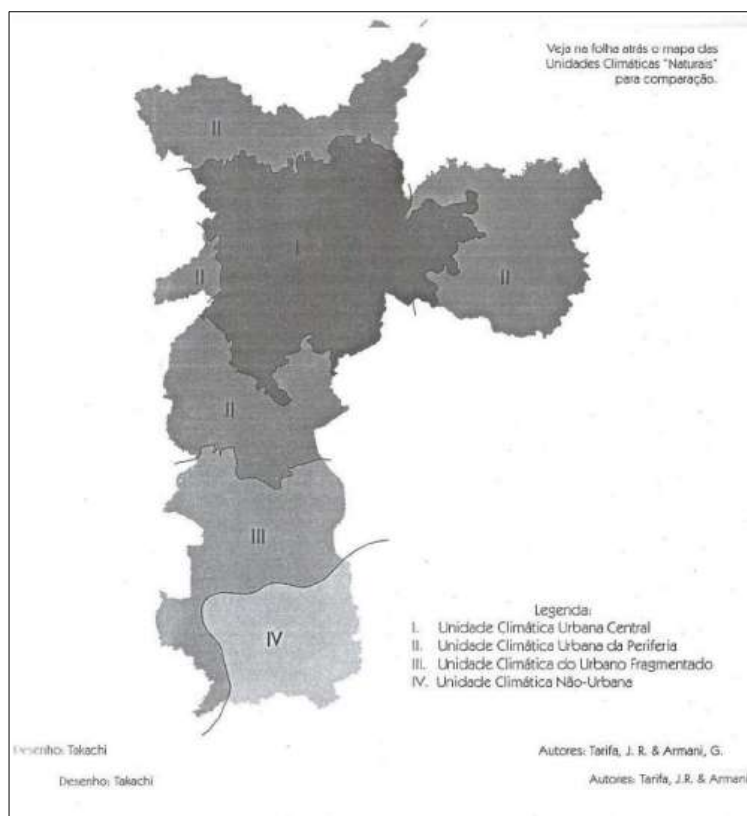 Veja na folha atrás o mapa das
Unidades Climáticas "Naturais"
para comparação.
II
I
II
II
II
III
IV
Legenda:
I. Unidade Climática Urbana Central
II. Unidade Climática Urbana da Periferia
III. Unidade Climática do Urbano Fragmentado
IV. Unidade Climática Não-Urbana
Desenho: Takachi
Autores: Tarifa, J. R. & Armani, G.
Desenho: Takachi
Autores: Tarifa, J.R. & Armani